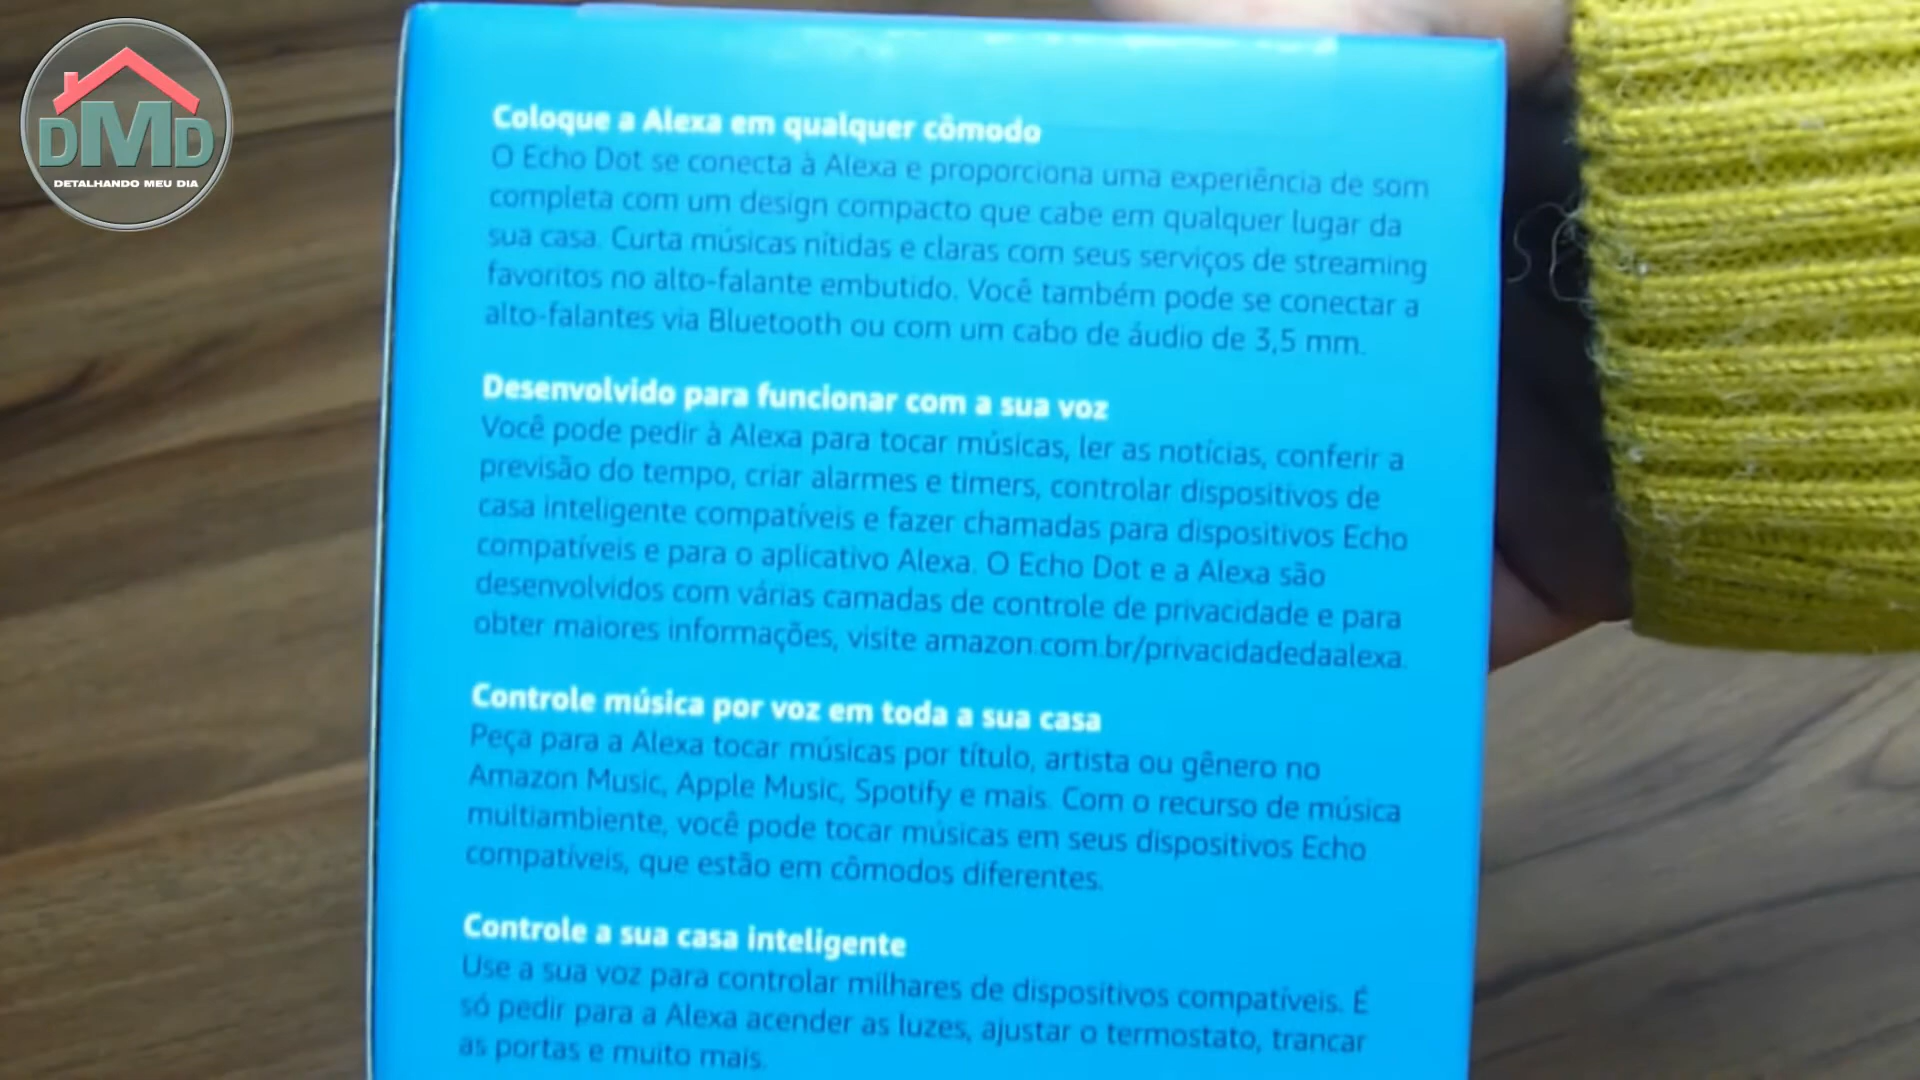 DMD
DETALHANDO MEU DIA
Coloque a Alexa em qualquer cômodo
O Echo Dot se conecta à Alexa e proporciona uma experiência de som
completa com um design compacto que cabe em qualquer lugar da
sua casa. Curta músicas nítidas e claras com seus serviços de streaming
favoritos no alto-falante embutido. Você também pode se conectar a
alto-falantes via Bluetooth ou com um cabo de áudio de 3,5 mm.
Desenvolvido para funcionar com a sua voz
Você pode pedir à Alexa para tocar músicas, ler as notícias, conferir a
previsão do tempo, criar alarmes e timers, controlar dispositivos de
casa inteligente compatíveis e fazer chamadas para dispositivos Echo
compatíveis e para o aplicativo Alexa. O Echo Dot e a Alexa são
desenvolvidos com várias camadas de controle de privacidade e para
obter maiores informações, visite amazon.com.br/privacidadedaalexa.
Controle música por voz em toda a sua casa
Peça para a Alexa tocar músicas por título, artista ou gênero no
Amazon Music, Apple Music, Spotify e mais. Com o recurso de música
multiambiente, você pode tocar músicas em seus dispositivos Echo
compatíveis, que estão em cômodos diferentes.
Controle a sua casa inteligente
Use a sua voz para controlar milhares de dispositivos compatíveis. É
só pedir para a Alexa acender as luzes, ajustar o termostato, trancar
as portas e muito mais.